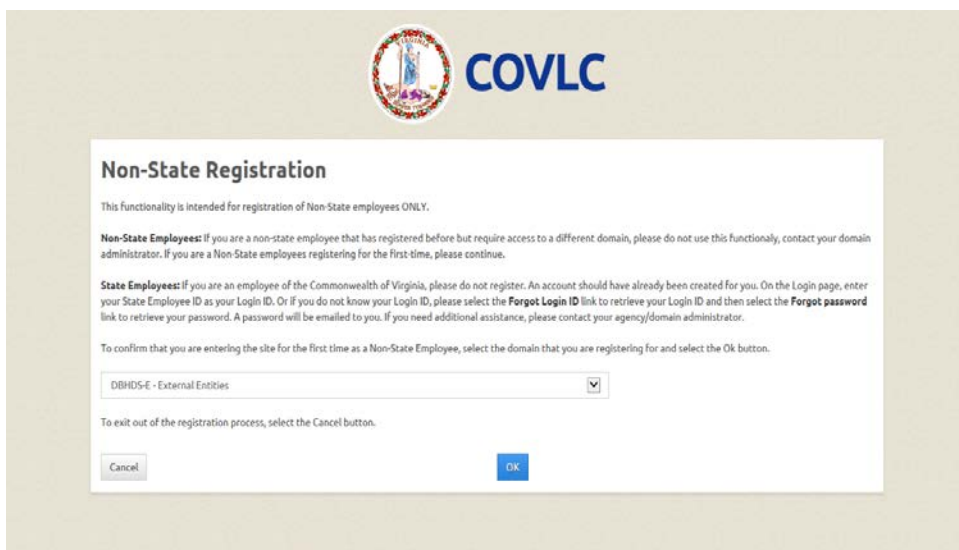 VIRGINIA
COVLC
Non-State Registration
This functionality is intended for registration of Non-State employees ONLY.
Non-State Employees: If you are a non-state employee that has registered before but require access to a different domain, please do not use this functionaly, contact your domain
administrator. If you are a Non-State employees registering for the first-time, please continue.
State Employees: If you are an employee of the Commonwealth of Virginia, please do not register. An account should have already been created for you. On the Login page, enter
your State Employee ID as your Login ID. Or if you do not know your Login ID, please select the Forgot Login ID link to retrieve your Login ID and then select the Forgot password
link to retrieve your password. A password will be emailed to you. If you need additional assistance, please contact your agency/domain administrator.
To confirm that you are entering the site for the first time as a Non-State Employee, select the domain that you are registering for and select the Ok button.
DBHDS-E - External Entities
To exit out of the registration process, select the Cancel button.
Cancel
OK